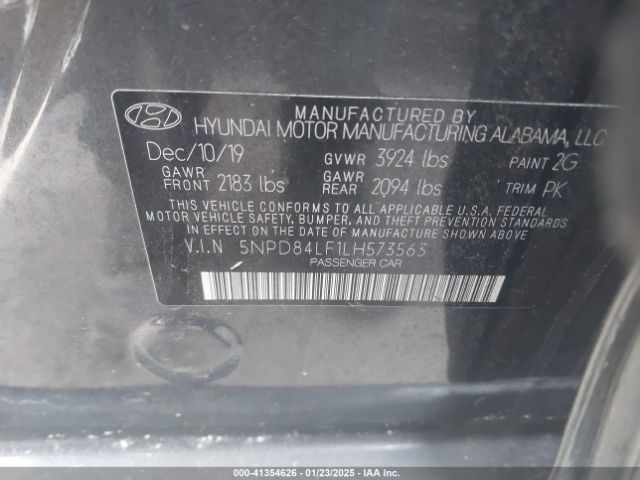 MANUFACTURED BY
HYUNDAI MOTOR MANUFACTURING ALABAMA, LLC
Dec/10/19 GVWR 3924 lbs PAINT 2G
GAWR FRONT 2183 lbs GAWR REAR 2094 lbs TRIM PK
THIS VEHICLE CONFORMS TO ALL APPLICABLE U.S.A. FEDERAL
MOTOR VEHICLE SAFETY, BUMPER, AND THEFT PREVENTION STANDARDS
IN EFFECT ON THE DATE OF MANUFACTURE SHOWN ABOVE.
V.I.N 5NPD84LF1LH573563
PASSENGER CAR
000-41354626 - 01/23/2025 - IAA Inc.